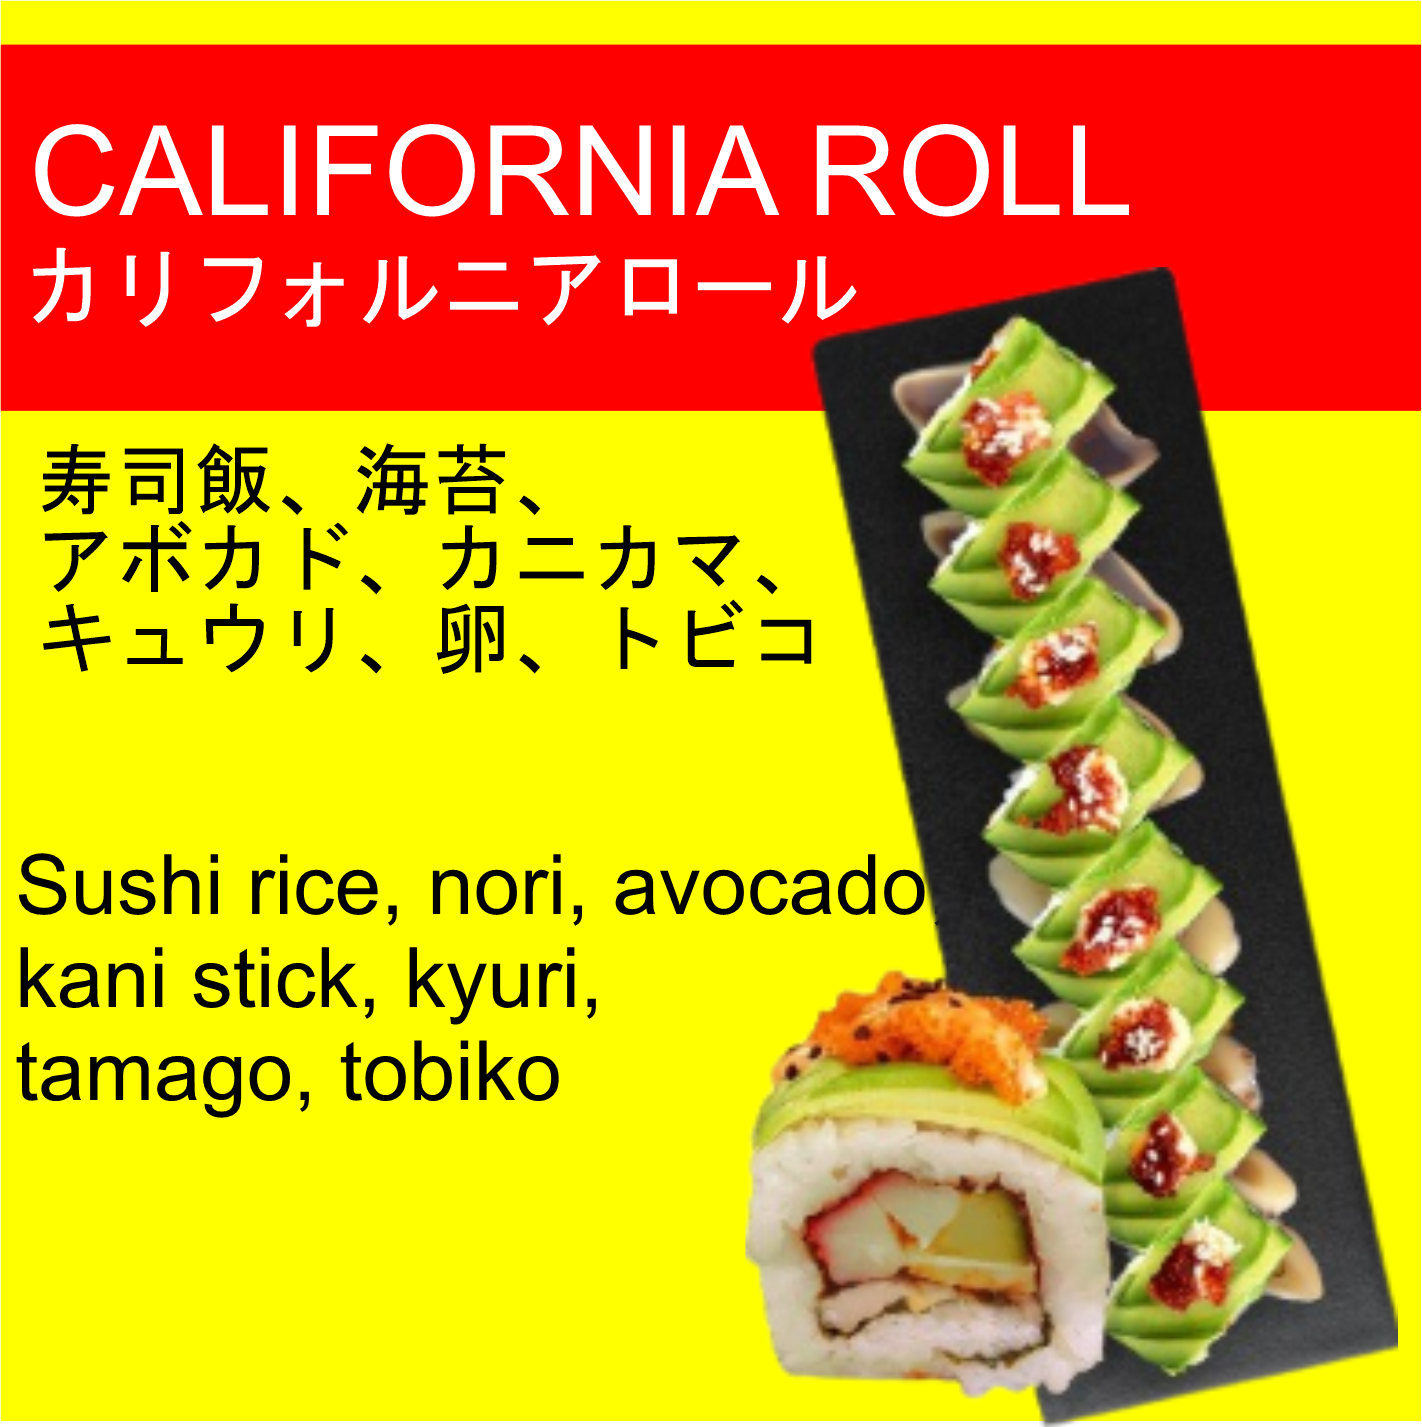 CALIFORNIA ROLL
カリフォルニアロール
寿司飯、海苔、
アボカド、カニカマ、
キュウリ、卵、トビコ
Sushi rice, nori, avocado,
kani stick, kyuri,
tamago, tobiko